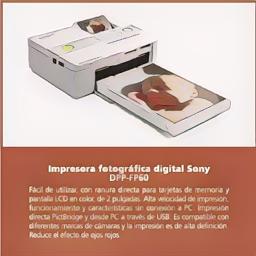 Impresora fotográfica digital Sony
DPP-FP60
Fácil de utilizar, con ranura directa para tarjetas de memoria y
pantalla LCD en color, de 2 pulgadas. Alta velocidad de impresión,
funcionamiento y características sin conexión a PC. Impresión
directa PictBridge y desde PC a través de USB. Es compatible con
diferentes marcas de cámaras y la impresión es de alta definición.
Reduce el efecto de ojos rojos.